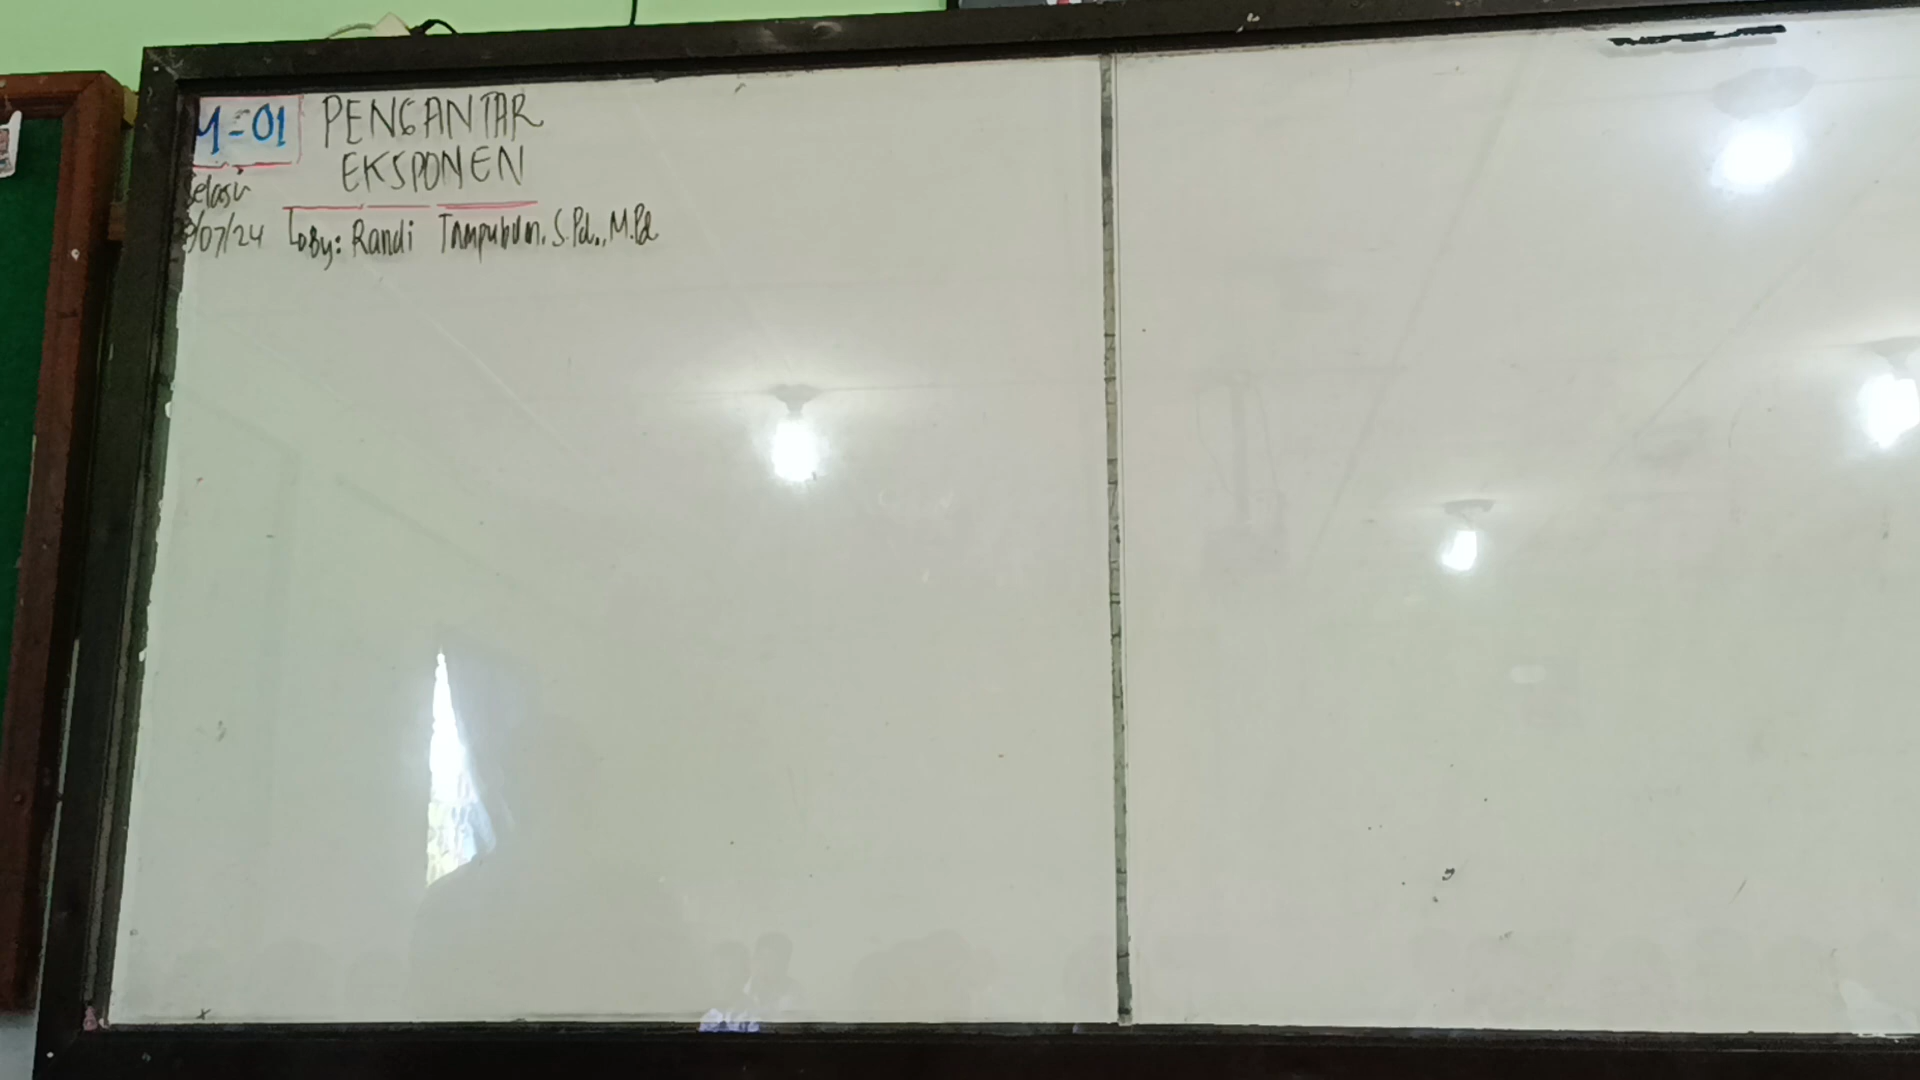 -01 PENGANTAR
EKSPONEN
Selasa
/07/24 By: Randi Tampubolon, S.Pd., M.Pd